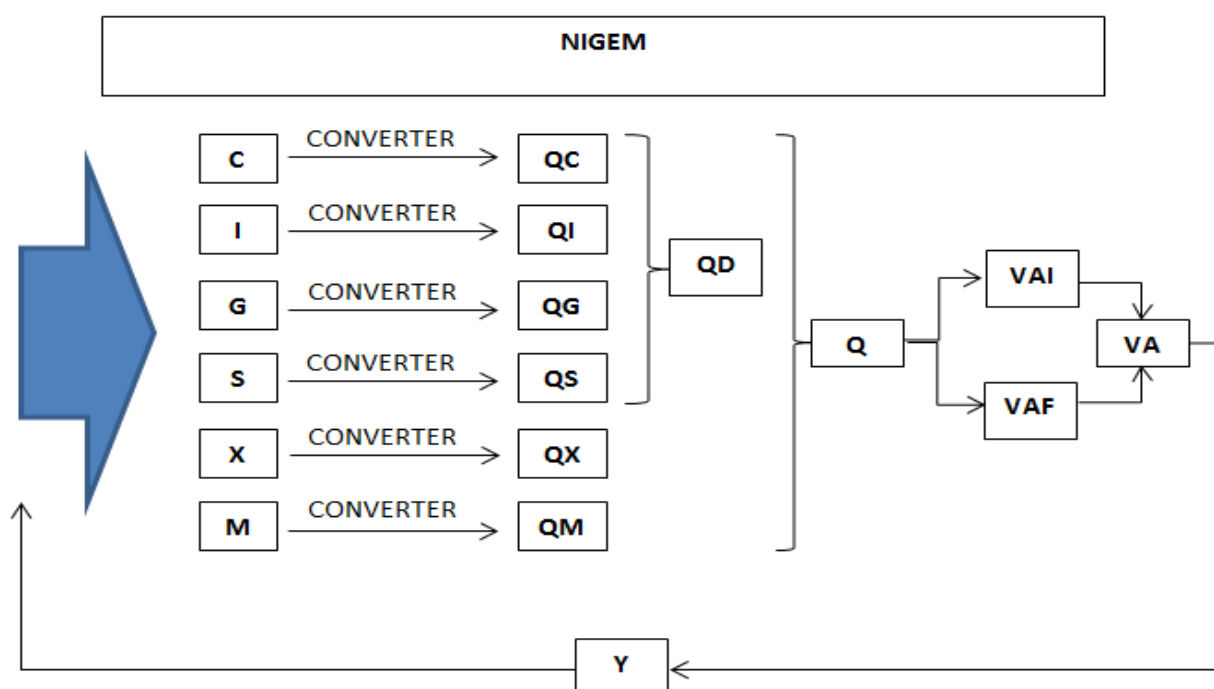 NIGEM
C CONVERTER QC
I CONVERTER QI
G CONVERTER QG
S CONVERTER QS
X CONVERTER QX
M CONVERTER QM
QD
Q
VAI
VAF
VA
Y